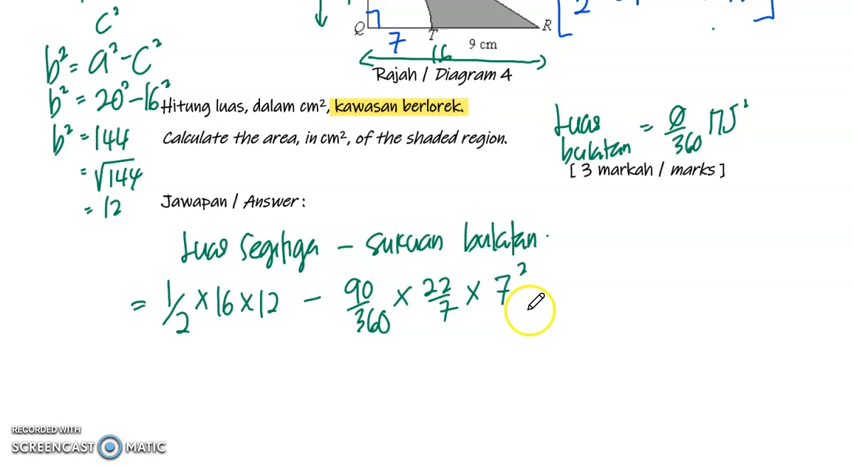 c²
b² = a² - c²
b² = 20² - 16²
b² = 144
= √144
= 12
Q
T
R
7
9 cm
16
Rajah / Diagram 4
Hitung luas, dalam cm², kawasan berlorek.
Calculate the area, in cm², of the shaded region.
Luas bulatan = θ/360 πj²
[ 3 markah / marks ]
Jawapan / Answer :
Luas segitiga - sukuan bulatan.
= 1/2 × 16 × 12 - 90/360 × 22/7 × 7²
RECORDED WITH
SCREENCAST MATIC